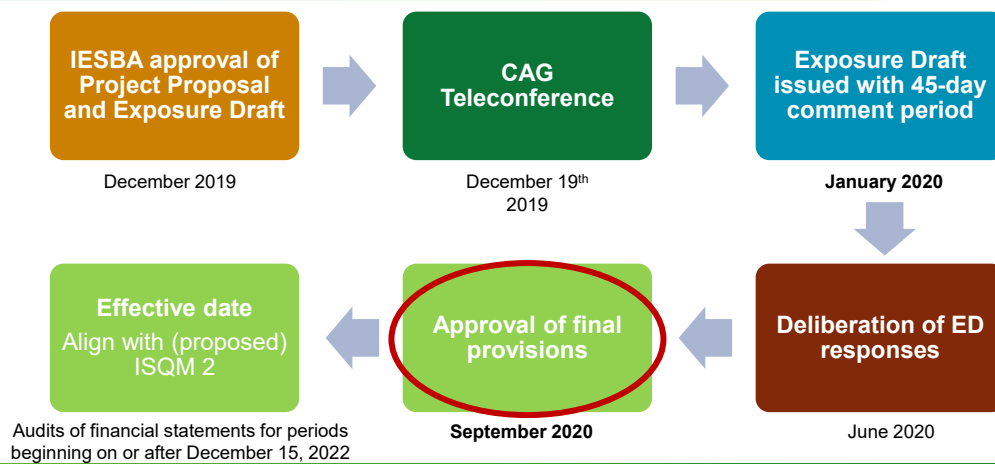 IESBA approval of
Project Proposal
and Exposure Draft
December 2019
CAG
Teleconference
December 19th
2019
Exposure Draft
issued with 45-day
comment period
January 2020
Deliberation of ED
responses
June 2020
Approval of final
provisions
September 2020
Effective date
Align with (proposed)
ISQM 2
Audits of financial statements for periods
beginning on or after December 15, 2022